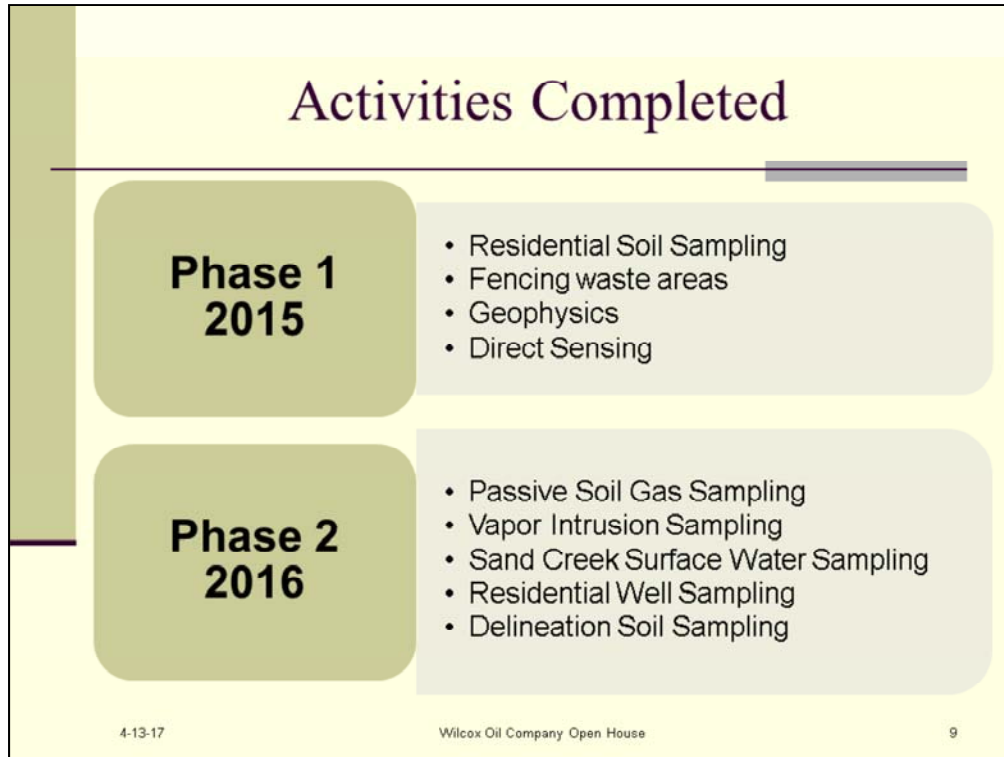 Activities Completed
Phase 1
2015
• Residential Soil Sampling
• Fencing waste areas
• Geophysics
• Direct Sensing
Phase 2
2016
• Passive Soil Gas Sampling
• Vapor Intrusion Sampling
• Sand Creek Surface Water Sampling
• Residential Well Sampling
• Delineation Soil Sampling
4-13-17 Wilcox Oil Company Open House 9